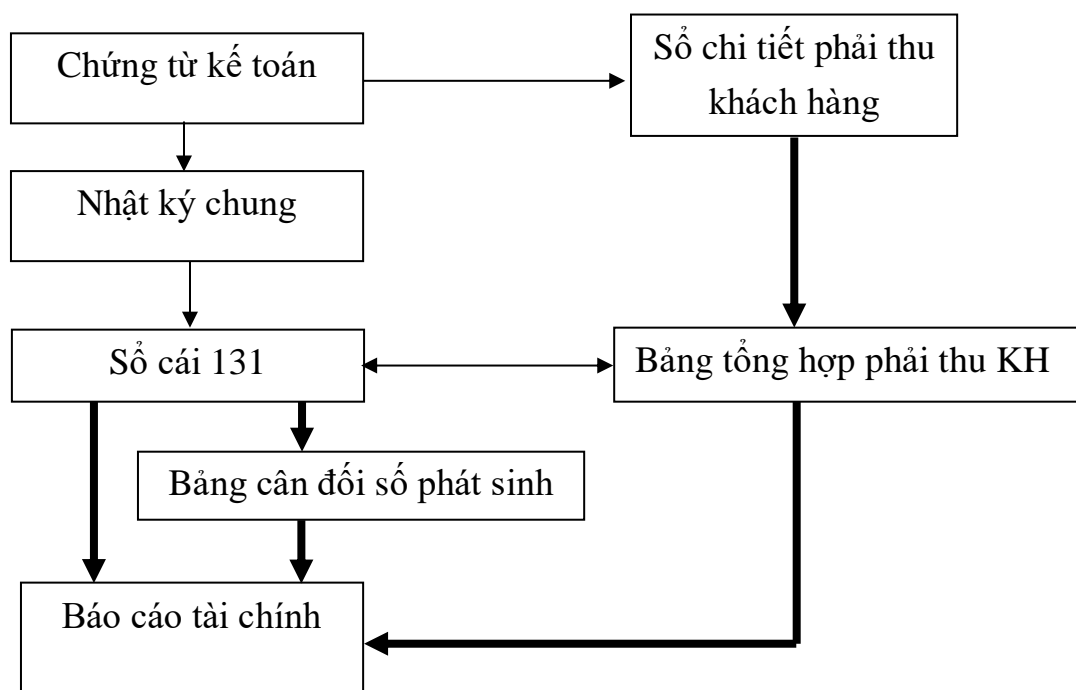 Chứng từ kế toán
Sổ chi tiết phải thu
khách hàng
Nhật ký chung
Sổ cái 131
Bảng tổng hợp phải thu KH
Bảng cân đối số phát sinh
Báo cáo tài chính